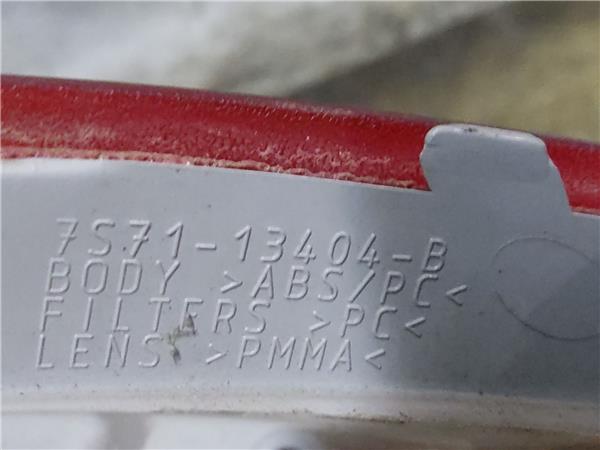 7S71-13404-B
BODY >ABS/PC<
FILTERS >PC<
LENS >PMMA<